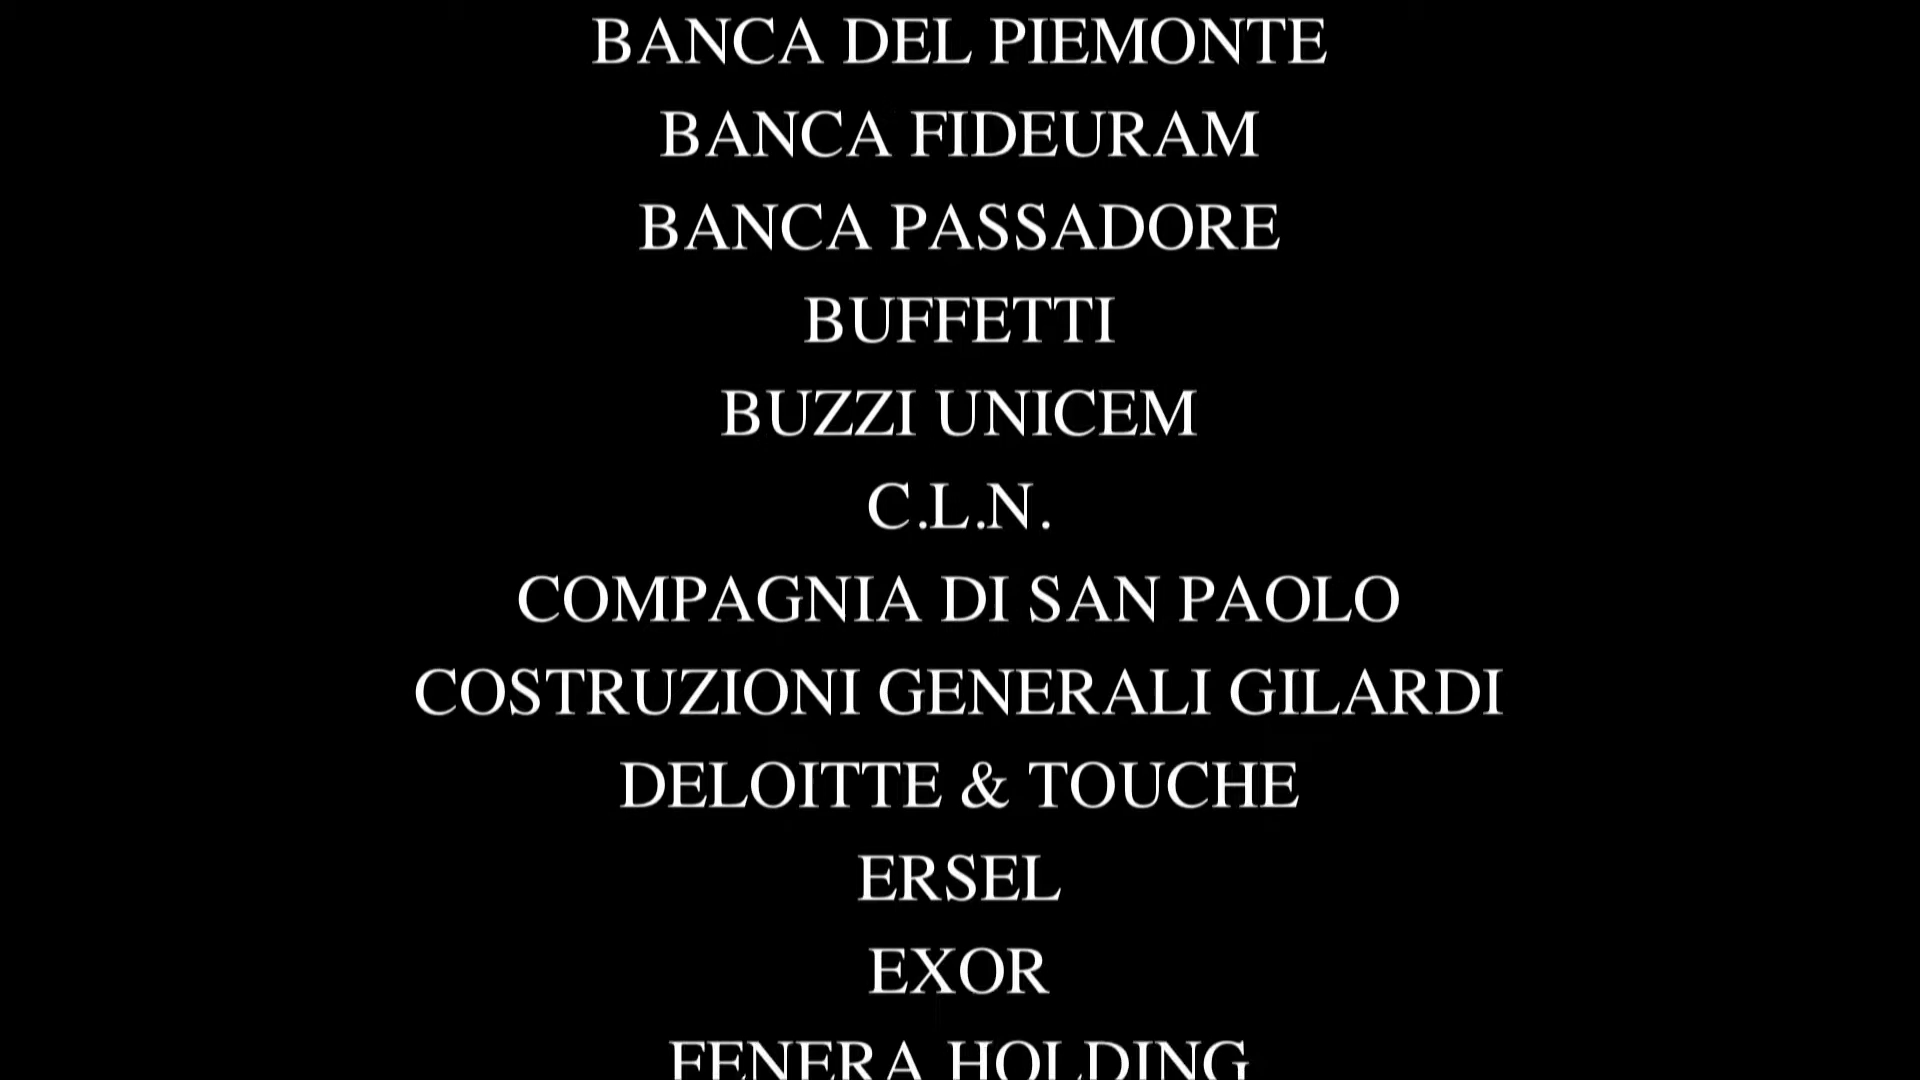 BANCA DEL PIEMONTE
BANCA FIDEURAM
BANCA PASSADORE
BUFFETTI
BUZZI UNICEM
C.L.N.
COMPAGNIA DI SAN PAOLO
COSTRUZIONI GENERALI GILARDI
DELOITTE & TOUCHE
ERSEL
EXOR
FENERA HOLDING